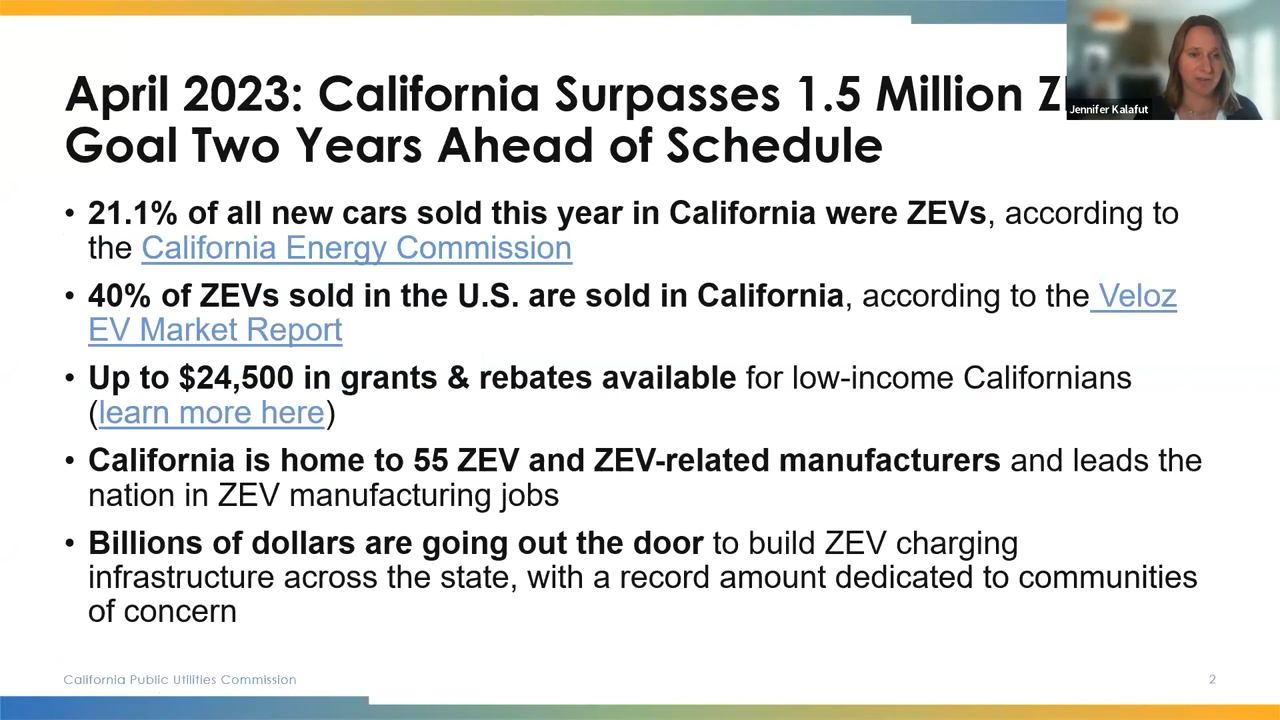 April 2023: California Surpasses 1.5 Million
Goal Two Years Ahead of Schedule
Jennifer Kalafut
• 21.1% of all new cars sold this year in California were ZEVs, according to
the California Energy Commission
• 40% of ZEVs sold in the U.S. are sold in California, according to the Veloz
EV Market Report
• Up to $24,500 in grants & rebates available for low-income Californians
(learn more here)
• California is home to 55 ZEV and ZEV-related manufacturers and leads the
nation in ZEV manufacturing jobs
• Billions of dollars are going out the door to build ZEV charging
infrastructure across the state, with a record amount dedicated to communities
of concern
California Public Utilities Commission
2